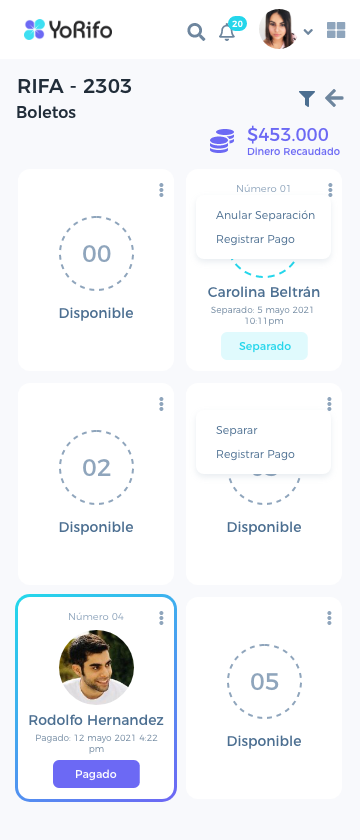 YoRifo
20
RIFA - 2303
Boletos
$453.000
Dinero Recaudado
00
Disponible
Número 01
Anular Separación
Registrar Pago
Carolina Beltrán
Separado: 5 mayo 2021
10:11pm
Separado
02
Disponible
Separar
Registrar Pago
Disponible
Número 04
Rodolfo Hernandez
Pagado: 12 mayo 2021 4:22
pm
Pagado
05
Disponible